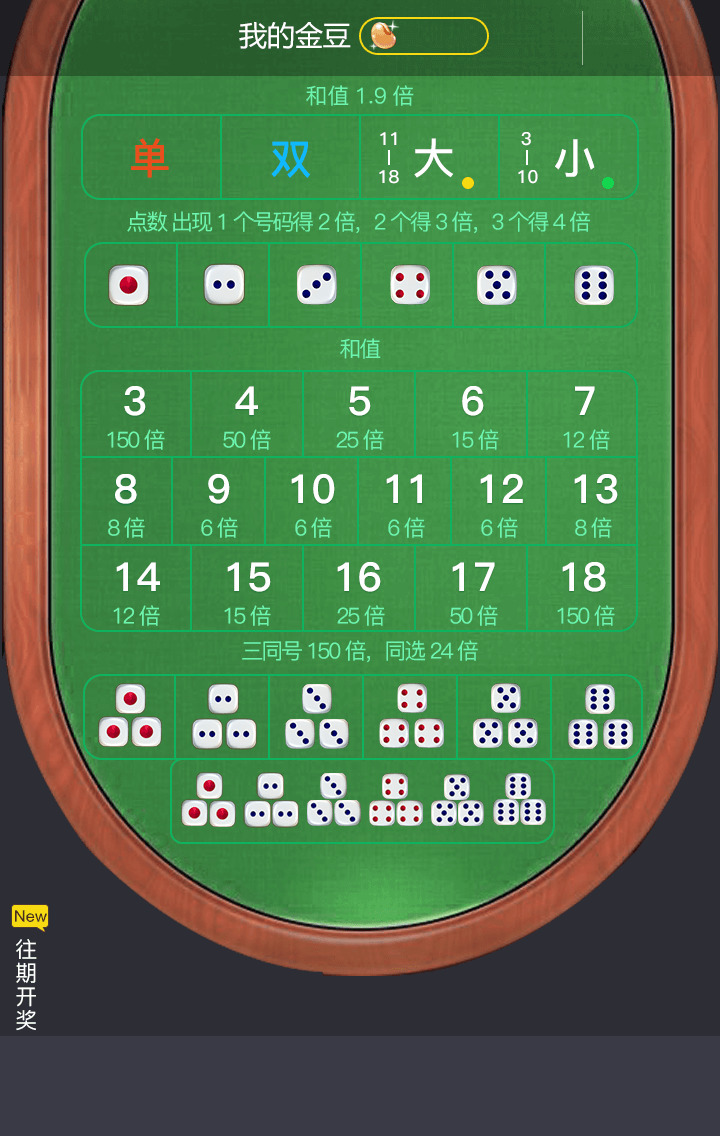 我的金豆
和值 1.9 倍
单 双 11 | 18 大 3 | 10 小
点数 出现 1 个号码得 2 倍，2 个得 3 倍，3 个得 4 倍
和值
3 4 5 6 7
150 倍 50 倍 25 倍 15 倍 12 倍
8 9 10 11 12 13
8 倍 6 倍 6 倍 6 倍 6 倍 8 倍
14 15 16 17 18
12 倍 15 倍 25 倍 50 倍 150 倍
三同号 150 倍，同选 24 倍
New
往期开奖